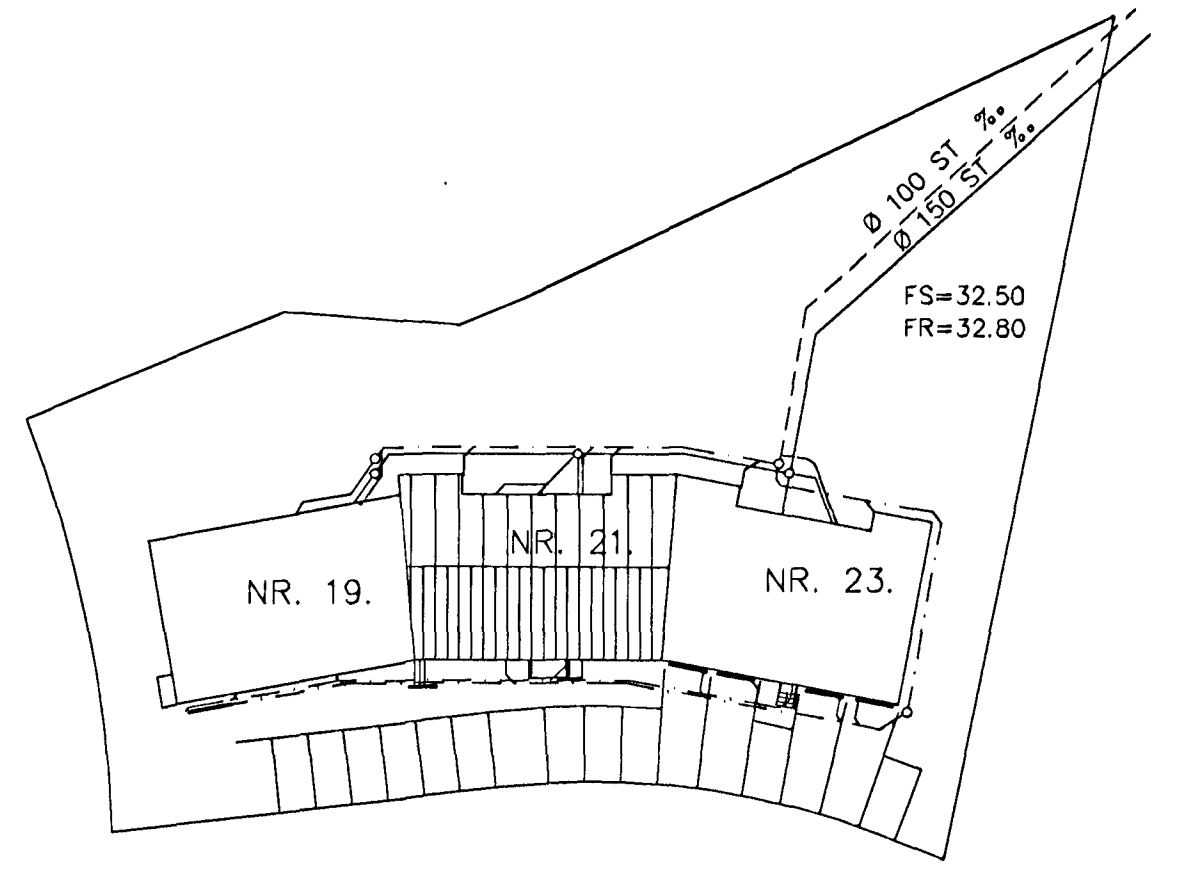 Ø 100 ST ‰
Ø 150 ST ‰
FS=32.50
FR=32.80
NR. 21.
NR. 19.
NR. 23.